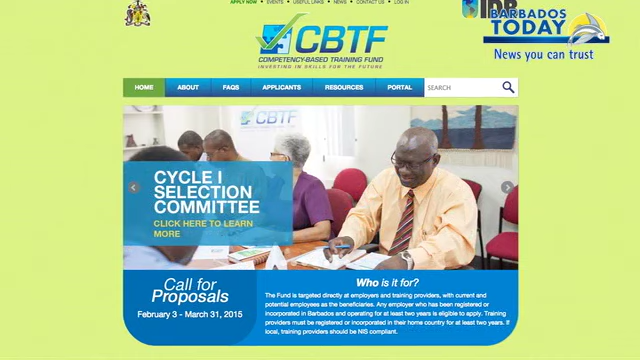 APPLY NOW EVENTS USEFUL LINKS NEWS CONTACT US LOG IN
IDB
BARBADOS
TODAY
News you can trust
CBTF
COMPETENCY-BASED TRAINING FUND
INVESTING IN SKILLS FOR THE FUTURE
HOME ABOUT FAQS APPLICANTS RESOURCES PORTAL SEARCH
CBTF
CYCLE I
SELECTION
COMMITTEE
CLICK HERE TO LEARN
MORE
Call for
Proposals
February 3 - March 31, 2015
Who is it for?
The Fund is targeted directly at employers and training providers, with current and
potential employees as the beneficiaries. Any employer who has been registered or
incorporated in Barbados and operating for at least two years is eligible to apply. Training
providers must be registered or incorporated in their home country for at least two years. If
local, training providers should be NIS compliant.